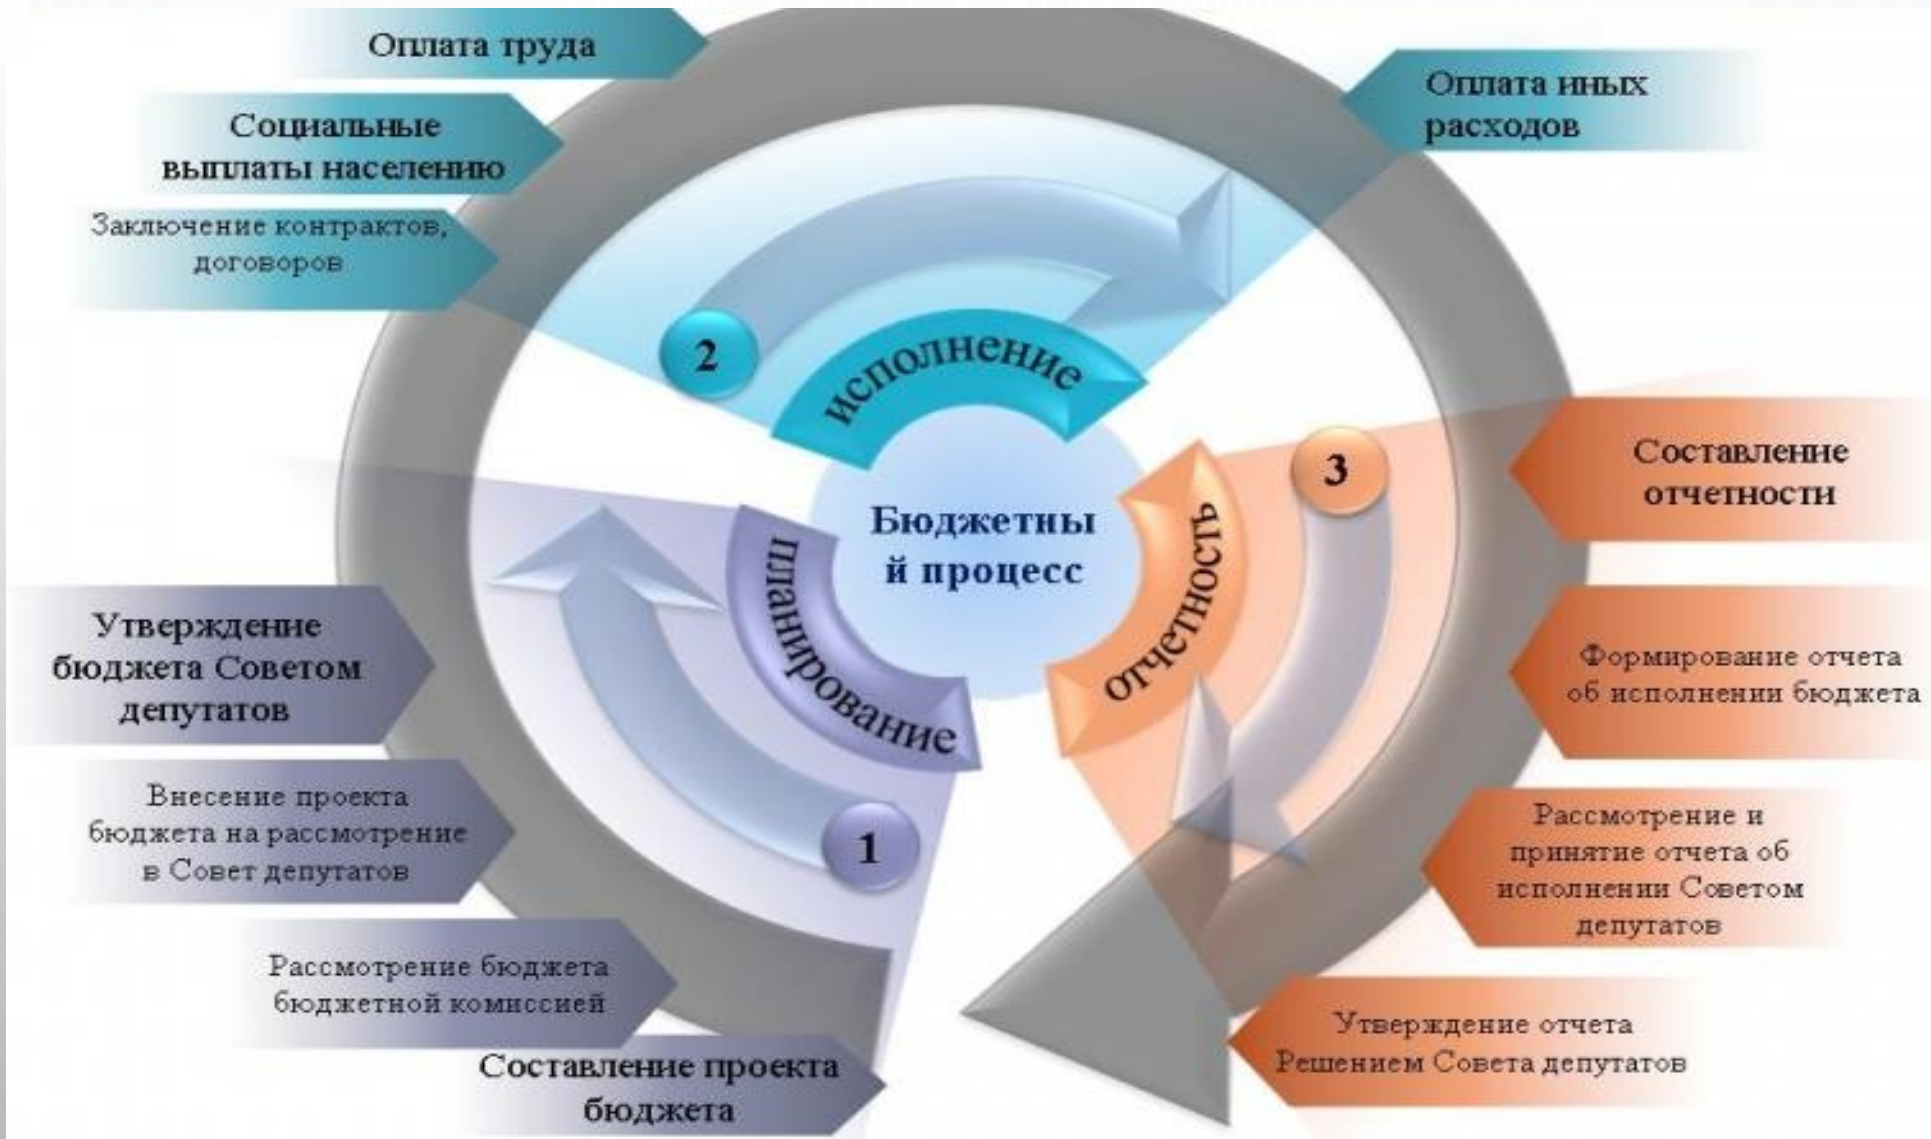 Оплата труда
Социальные
выплаты населению
Заключение контрактов,
договоров
Оплата иных
расходов
2
исполнение
Бюджетны
й процесс
3
отчетность
Составление
отчетности
Формирование отчета
об исполнении бюджета
Рассмотрение и
принятие отчета об
исполнении Советом
депутатов
Утверждение отчета
Решением Совета депутатов
планирование
1
Утверждение
бюджета Советом
депутатов
Внесение проекта
бюджета на рассмотрение
в Совет депутатов
Рассмотрение бюджета
бюджетной комиссией
Составление проекта
бюджета